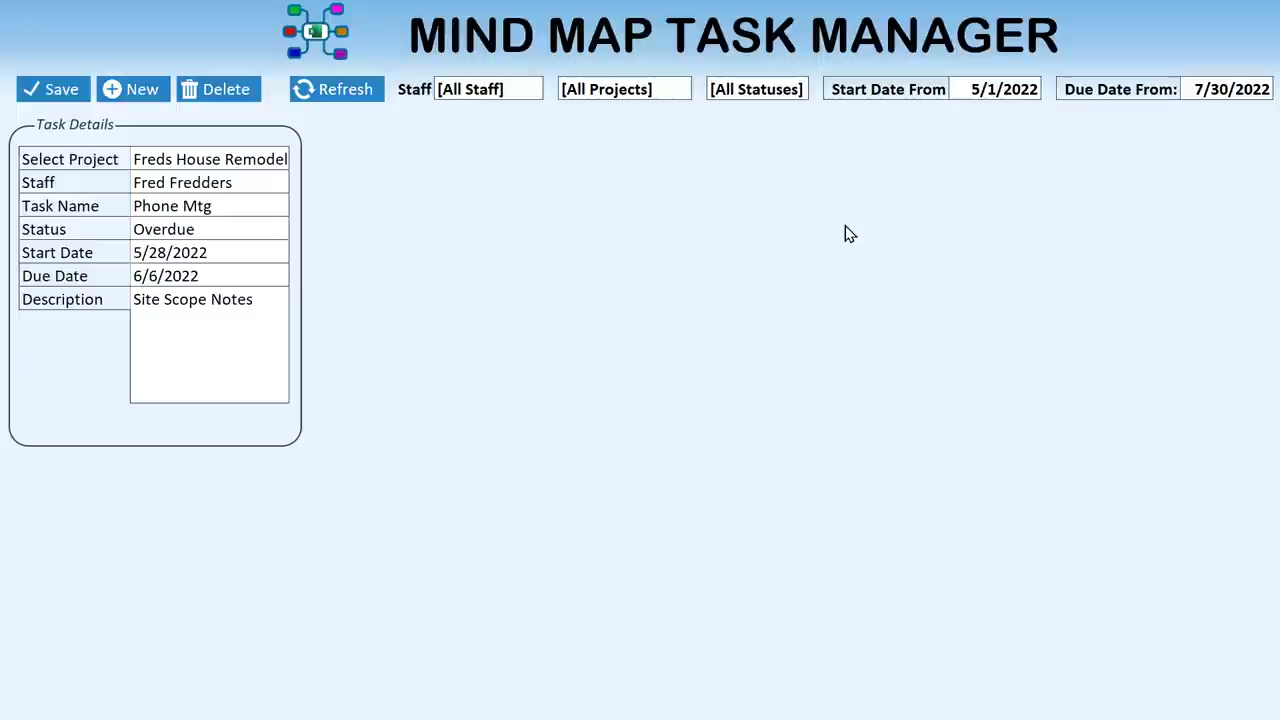 MIND MAP TASK MANAGER
Save New Delete Refresh Staff [All Staff] [All Projects] [All Statuses] Start Date From 5/1/2022 Due Date From: 7/30/2022
Task Details
Select Project Freds House Remodel
Staff Fred Fredders
Task Name Phone Mtg
Status Overdue
Start Date 5/28/2022
Due Date 6/6/2022
Description Site Scope Notes